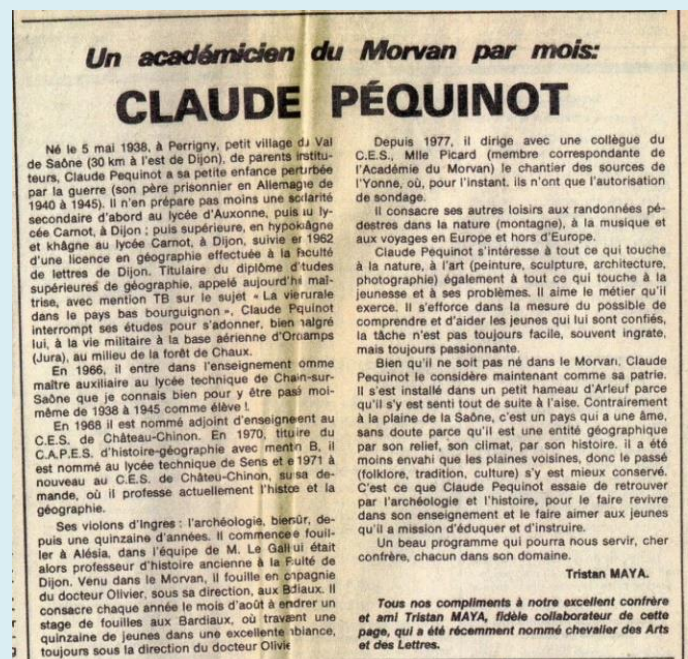 Un académicien du Morvan par mois:
CLAUDE PÉQUINOT
Né le 5 mai 1938, à Perrigny, petit village du Val
de Saône (30 km à l'est de Dijon), de parents institu-
teurs, Claude Pequinot a sa petite enfance perturbée
par la guerre (son père prisonnier en Allemagne de
1940 à 1945). Il n'en prépare pas moins une scolarité
secondaire d'abord au lycée d'Auxonne, puis au ly-
cée Carnot, à Dijon ; puis supérieure, en hypokâgne
et khâgne au lycée Carnot, à Dijon, suivie en 1962
d'une licence en géographie effectuée à la faculté
de lettres de Dijon. Titulaire du diplôme d'études
supérieures de géographie, appelé aujourd'hui maî-
trise, avec mention TB sur le sujet « La vie rurale
dans le pays bas bourguignon », Claude Pquinot
interrompt ses études pour s'adonner, bien malgré
lui, à la vie militaire à la base aérienne d'Orcamps
(Jura), au milieu de la forêt de Chaux.
En 1966, il entre dans l'enseignement omme
maître auxiliaire au lycée technique de Chain-sur-
Saône que je connais bien pour y être passé moi-
même de 1938 à 1945 comme élève !
En 1968 il est nommé adjoint d'enseignement au
C.E.S. de Château-Chinon. En 1970, tituire du
C.A.P.E.S. d'histoire-géographie avec mentin B, il
est nommé au lycée technique de Sens et e 1971 à
nouveau au C.E.S. de Châteu-Chinon, su sa de-
mande, où il professe actuellement l'histoe et la
géographie.
Ses violons d'Ingres : l'archéologie, biensûr, de-
puis une quinzaine d'années. Il commence à fouil-
ler à Alésia, dans l'équipe de M. Le Gall ui était
alors professeur d'histoire ancienne à la Fulté de
Dijon. Venu dans le Morvan, il fouille en cpagnie
du docteur Olivier, sous sa direction, aux Bdiaux. Il
consacre chaque année le mois d'août à endrer un
stage de fouilles aux Bardiaux, où travaent une
quinzaine de jeunes dans une excellente abiance,
toujours sous la direction du docteur Olivie
Depuis 1977, il dirige avec une collègue du
C.E.S., Mlle Picard (membre correspondante de
l'Académie du Morvan) le chantier des sources de
l'Yonne, où, pour l'instant, ils n'ont que l'autorisation
de sondage.
Il consacre ses autres loisirs aux randonnées pé-
destres dans la nature (montagne), à la musique et
aux voyages en Europe et hors d'Europe.
Claude Péquinot s'intéresse à tout ce qui touche
à la nature, à l'art (peinture, sculpture, architecture,
photographie) également à tout ce qui touche à la
jeunesse et à ses problèmes. Il aime le métier qu'il
exerce. Il s'efforce dans la mesure du possible de
comprendre et d'aider les jeunes qui lui sont confiés,
la tâche n'est pas toujours facile, souvent ingrate,
mais toujours passionnante.
Bien qu'il ne soit pas né dans le Morvan, Claude
Pequinot le considère maintenant comme sa patrie.
Il s'est installé dans un petit hameau d'Arleuf parce
qu'il s'y est senti tout de suite à l'aise. Contrairement
à la plaine de la Saône, c'est un pays qui a une âme,
sans doute parce qu'il est une entité géographique
par son relief, son climat, par son histoire. il a été
moins envahi que les plaines voisines, donc le passé
(folklore, tradition, culture) s'y est mieux conservé.
C'est ce que Claude Pequinot essaie de retrouver
par l'archéologie et l'histoire, pour le faire revivre
dans son enseignement et le faire aimer aux jeunes
qu'il a mission d'éduquer et d'instruire.
Un beau programme qui pourra nous servir, cher
confrère, chacun dans son domaine.
Tristan MAYA.
Tous nos compliments à notre excellent confrère
et ami Tristan MAYA, fidèle collaborateur de cette
page, qui a été récemment nommé chevalier des Arts
et des Lettres.